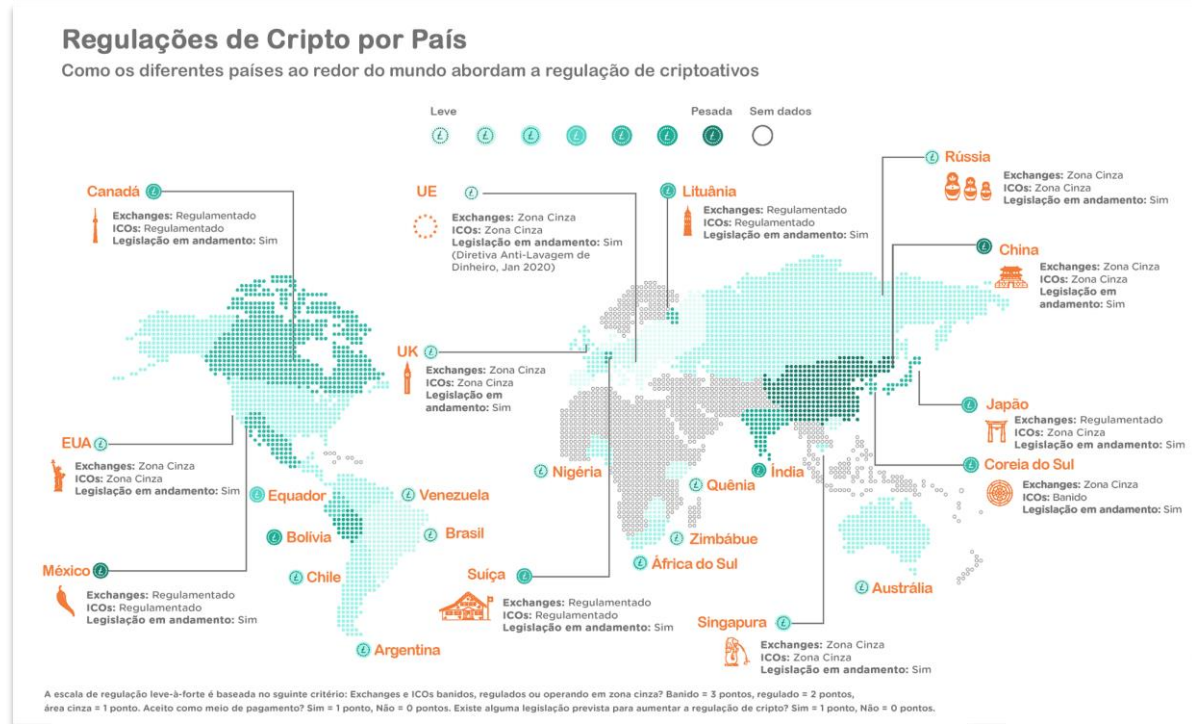 Regulações de Cripto por País
Como os diferentes países ao redor do mundo abordam a regulação de criptoativos
Leve
Pesada
Sem dados
Canadá
Exchanges: Regulamentado
ICOs: Regulamentado
Legislação em andamento: Sim
UE
Exchanges: Zona Cinza
ICOs: Zona Cinza
Legislação em andamento: Sim
(Diretiva Anti-Lavagem de
Dinheiro, Jan 2020)
Lituânia
Exchanges: Regulamentado
ICOs: Regulamentado
Legislação em andamento: Sim
Rússia
Exchanges: Zona Cinza
ICOs: Zona Cinza
Legislação em andamento: Sim
China
Exchanges: Zona Cinza
ICOs: Zona Cinza
Legislação em
andamento: Sim
UK
Exchanges: Zona Cinza
ICOs: Zona Cinza
Legislação em
andamento: Sim
Japão
Exchanges: Regulamentado
ICOs: Zona Cinza
Legislação em andamento: Sim
EUA
Exchanges: Zona Cinza
ICOs: Zona Cinza
Legislação em andamento: Sim
Coreia do Sul
Exchanges: Zona Cinza
ICOs: Banido
Legislação em andamento: Sim
Nigéria
Índia
Quênia
Equador
Venezuela
Bolívia
Brasil
Zimbábue
África do Sul
México
Exchanges: Regulamentado
ICOs: Regulamentado
Legislação em andamento: Sim
Chile
Suíça
Exchanges: Regulamentado
ICOs: Regulamentado
Legislação em andamento: Sim
Austrália
Singapura
Exchanges: Zona Cinza
ICOs: Zona Cinza
Legislação em andamento: Sim
Argentina
A escala de regulação leve-à-forte é baseada no sguinte critério: Exchanges e ICOs banidos, regulados ou operando em zona cinza? Banido = 3 pontos, regulado = 2 pontos,
área cinza = 1 ponto. Aceito como meio de pagamento? Sim = 1 ponto, Não = 0 pontos. Existe alguma legislação prevista para aumentar a regulação de cripto? Sim = 1 ponto, Não = 0 pontos.